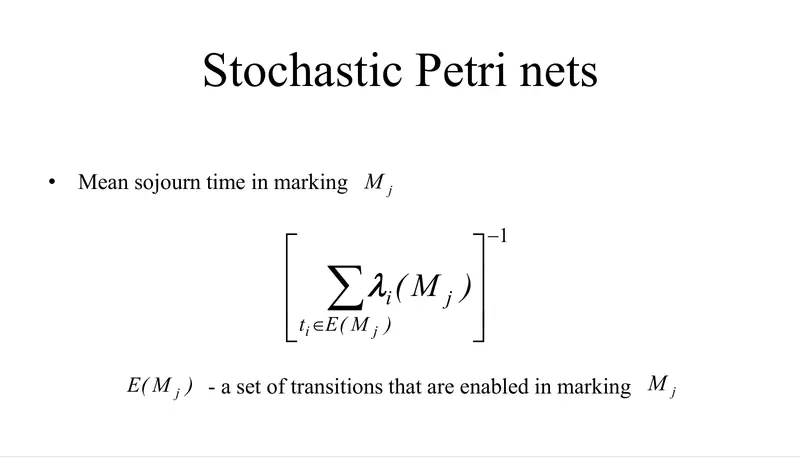 Stochastic Petri nets
• Mean sojourn time in marking M_j
[∑_{t_i∈E(M_j)} λ_i(M_j)]^{−1}
E(M_j) - a set of transitions that are enabled in marking M_j